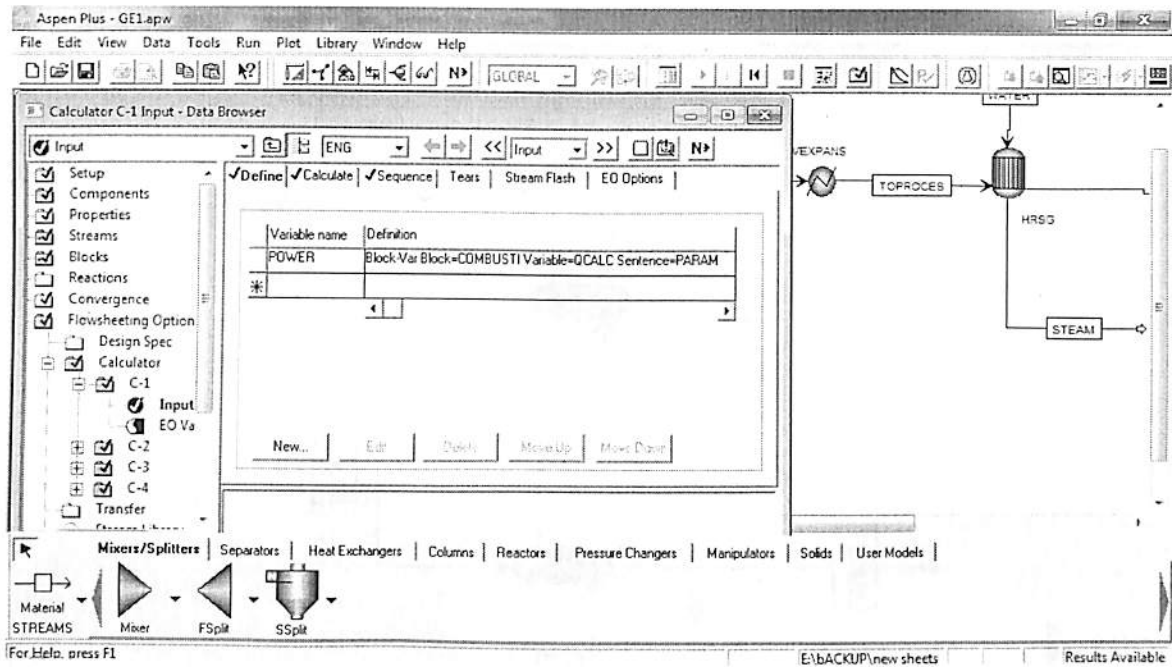 Aspen Plus - GE1.apw
File Edit View Data Tools Run Plot Library Window Help
N>
GLOBAL
Calculator C-1 Input - Data Browser
Input
ENG
<< Input >>
N>
Setup
Components
Properties
Streams
Blocks
Reactions
Convergence
Flowsheeting Option
Design Spec
Calculator
C-1
Input
EO Va
C-2
C-3
C-4
Transfer
Define Calculate Sequence Tears Stream Flash EO Options
Variable name Definition
POWER Block-Var Block=COMBUSTI Variable=QCALC Sentence=PARAM
New... Edit Delete Move Up Move Down
WATER
VEXPANS
TOPROCES
HRSG
STEAM
Mixers/Splitters Separators Heat Exchangers Columns Reactors Pressure Changers Manipulators Solids User Models
Material
STREAMS
Mixer
FSplit
SSplit
For Help, press F1
E:\bACKUP\new sheets
Results Available